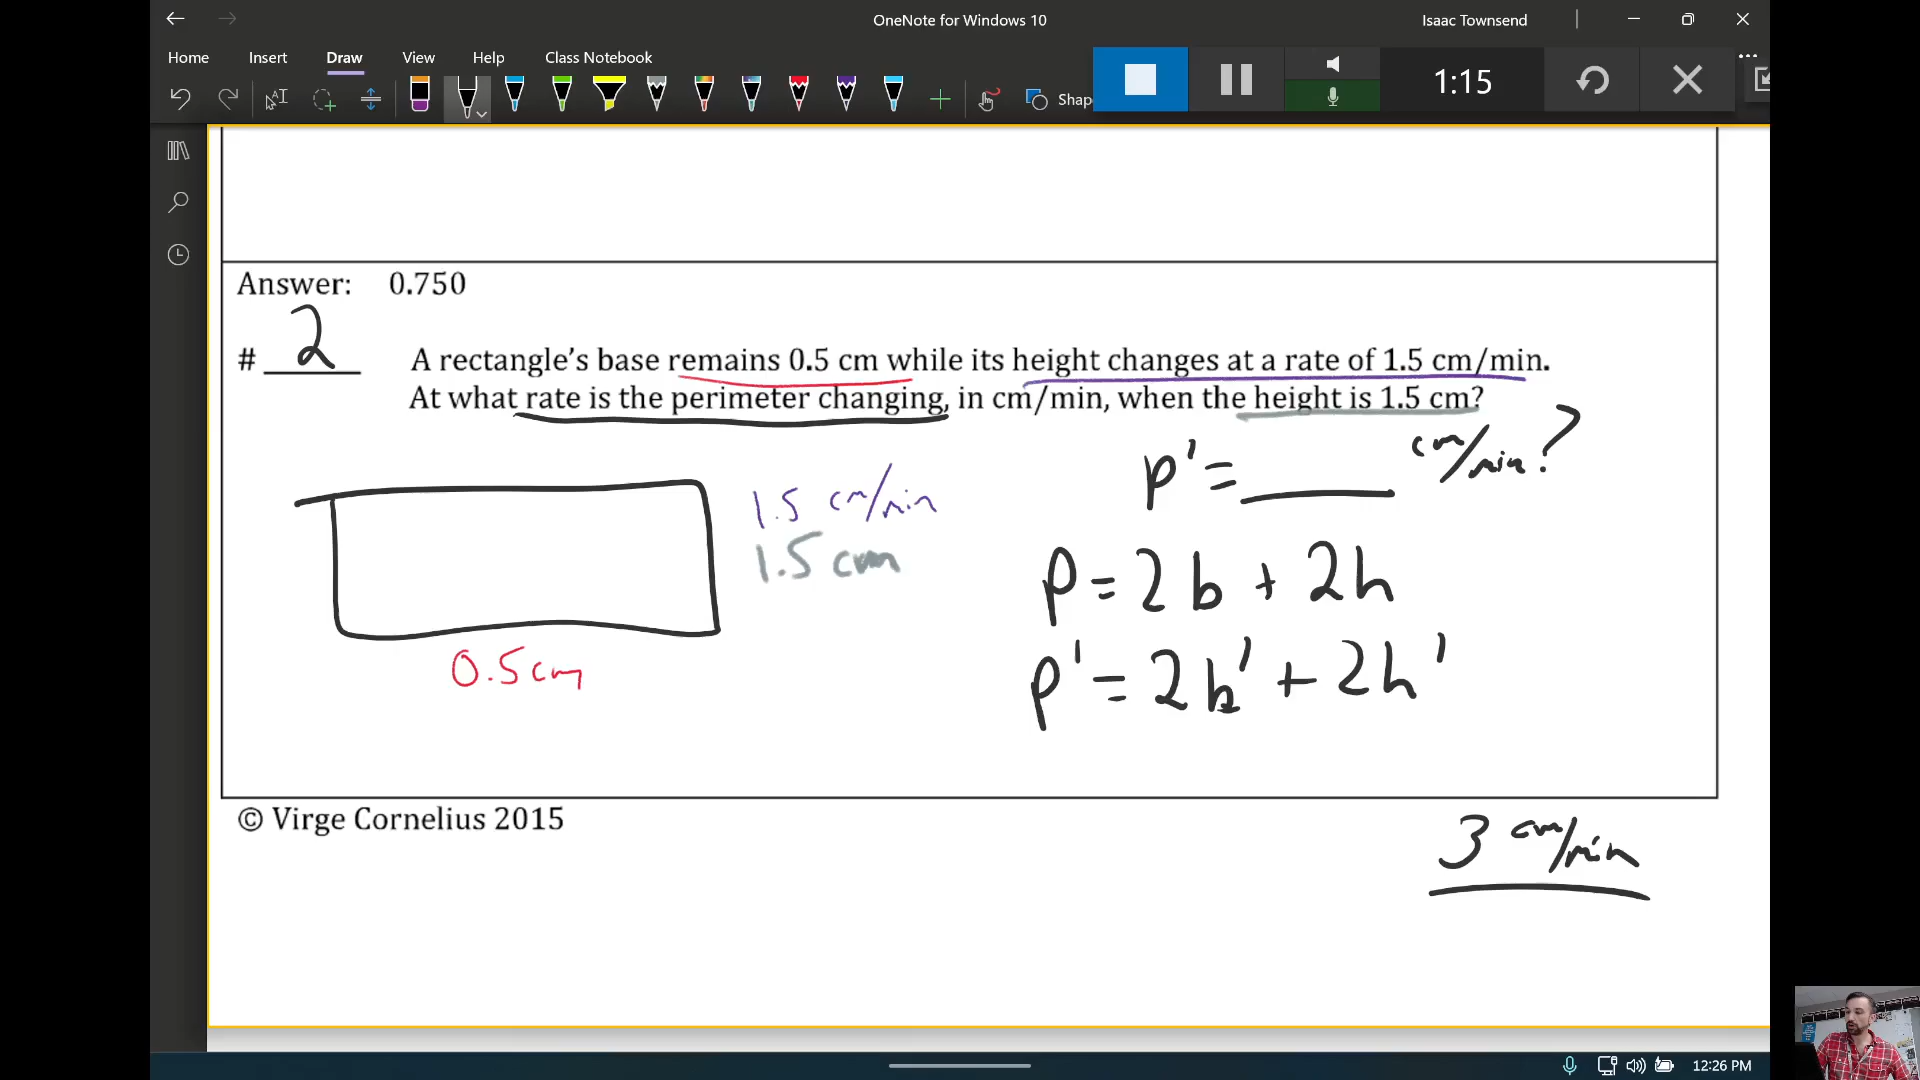 OneNote for Windows 10
Isaac Townsend
Home Insert Draw View Help Class Notebook
Shap
1:15
Answer: 0.750
# 2
A rectangle's base remains 0.5 cm while its height changes at a rate of 1.5 cm/min.
At what rate is the perimeter changing, in cm/min, when the height is 1.5 cm?
P' = ____ cm/min?
1.5 cm/min
1.5 cm
0.5 cm
P = 2b + 2h
P' = 2b' + 2h'
© Virge Cornelius 2015
3 cm/min
12:26 PM